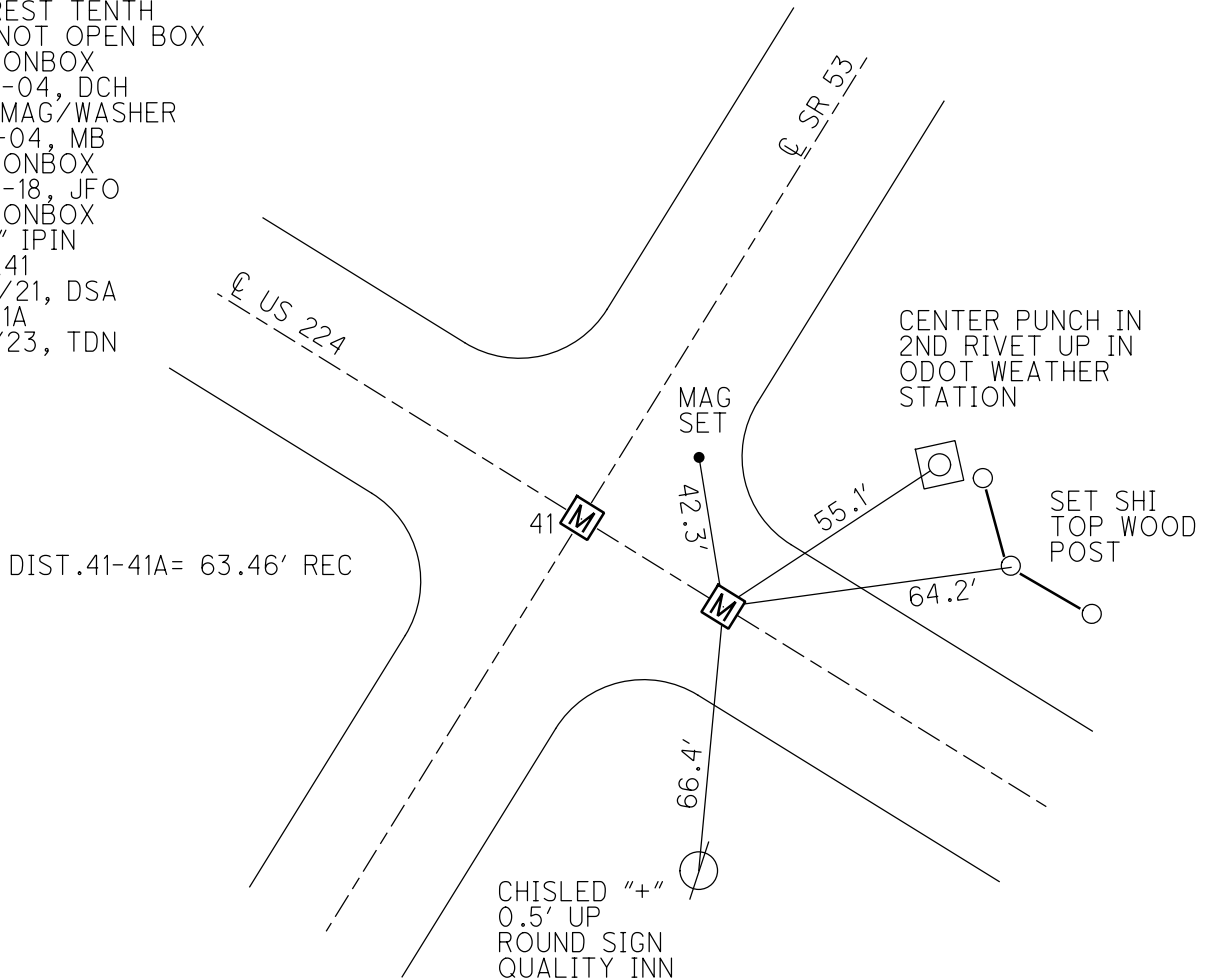 REST TENTH
NOT OPEN BOX
ONBOX
-04, DCH
MAG/WASHER
-04, MB
ONBOX
-18, JFO
ONBOX
" IPIN
41
/21, DSA
1A
/23, TDN
℄ SR 53
℄ US 224
CENTER PUNCH IN
2ND RIVET UP IN
ODOT WEATHER
STATION
MAG
SET
42.3'
55.1'
SET SHI
TOP WOOD
POST
41
M
M
64.2'
DIST.41-41A= 63.46' REC
66.4'
CHISLED "+"
0.5' UP
ROUND SIGN
QUALITY INN